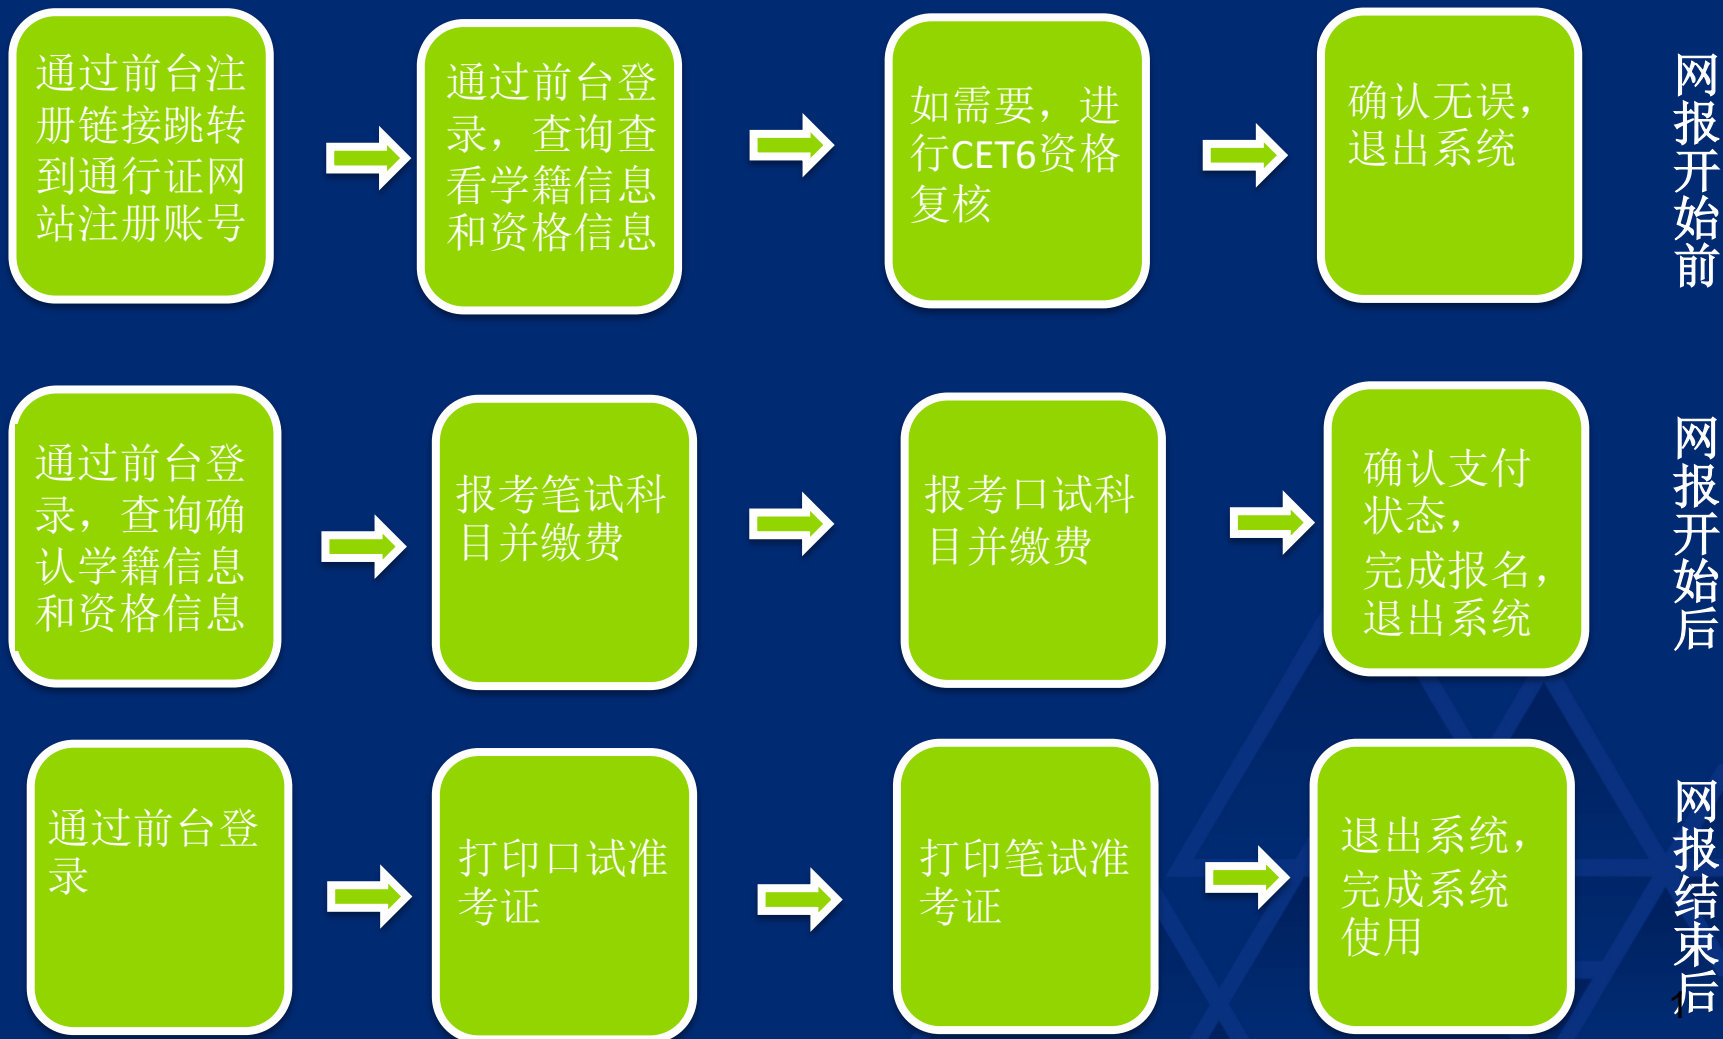 通过前台注
册链接跳转
到通行证网
站注册账号
通过前台登
录，查询查
看学籍信息
和资格信息
如需要，进
行CET6资格
复核
确认无误，
退出系统
网报开始前
通过前台登
录，查询确
认学籍信息
和资格信息
报考笔试科
目并缴费
报考口试科
目并缴费
确认支付
状态，
完成报名，
退出系统
网报开始后
通过前台登
录
打印口试准
考证
打印笔试准
考证
退出系统，
完成系统
使用
网报结束后
1